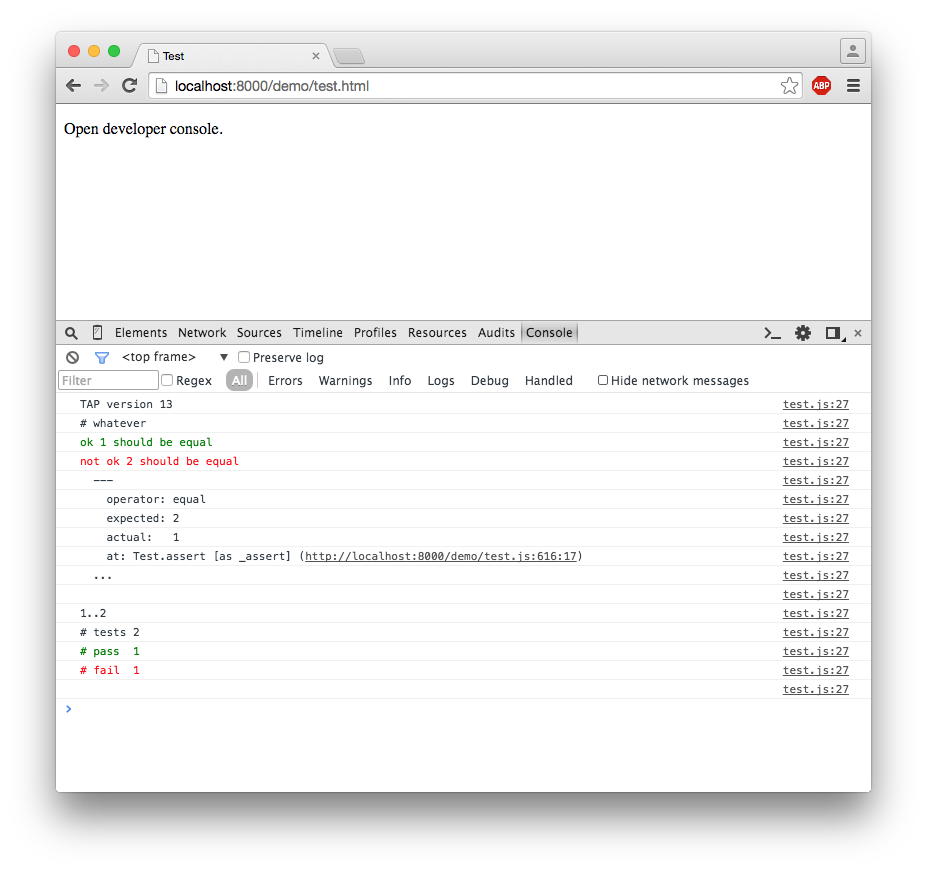 Test
localhost:8000/demo/test.html
ABP
Open developer console.
Elements Network Sources Timeline Profiles Resources Audits Console
<top frame> Preserve log
Filter Regex All Errors Warnings Info Logs Debug Handled Hide network messages
TAP version 13 test.js:27
# whatever test.js:27
ok 1 should be equal test.js:27
not ok 2 should be equal test.js:27
--- test.js:27
operator: equal test.js:27
expected: 2 test.js:27
actual:   1 test.js:27
at: Test.assert [as _assert] (http://localhost:8000/demo/test.js:616:17) test.js:27
... test.js:27
test.js:27
1..2 test.js:27
# tests 2 test.js:27
# pass  1 test.js:27
# fail  1 test.js:27
test.js:27